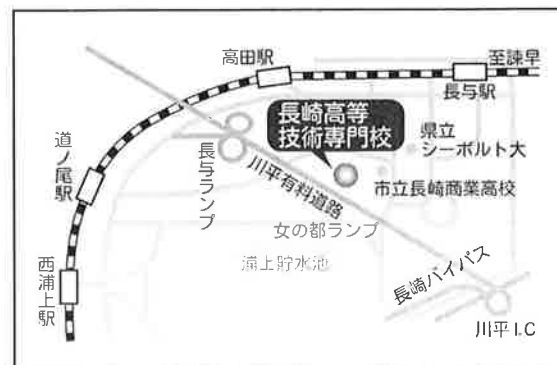 高田駅
至諫早
長与駅
長崎高等
技術専門校
県立
シーボルト大
道ノ尾駅
長与ランプ
川平有料道路
市立長崎商業高校
女の都ランプ
浦上貯水池
西浦上駅
長崎バイパス
川平I.C